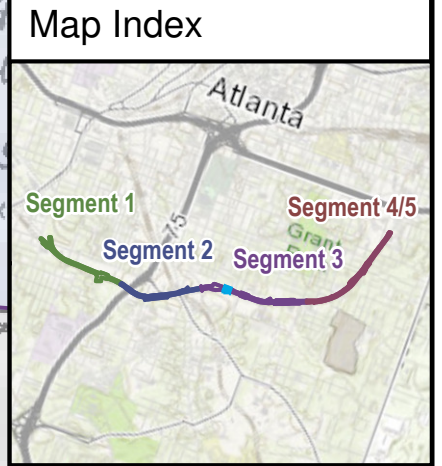 Map Index
Atlanta
Segment 1
75
Segment 4/5
Grant
Segment 2
Segment 3